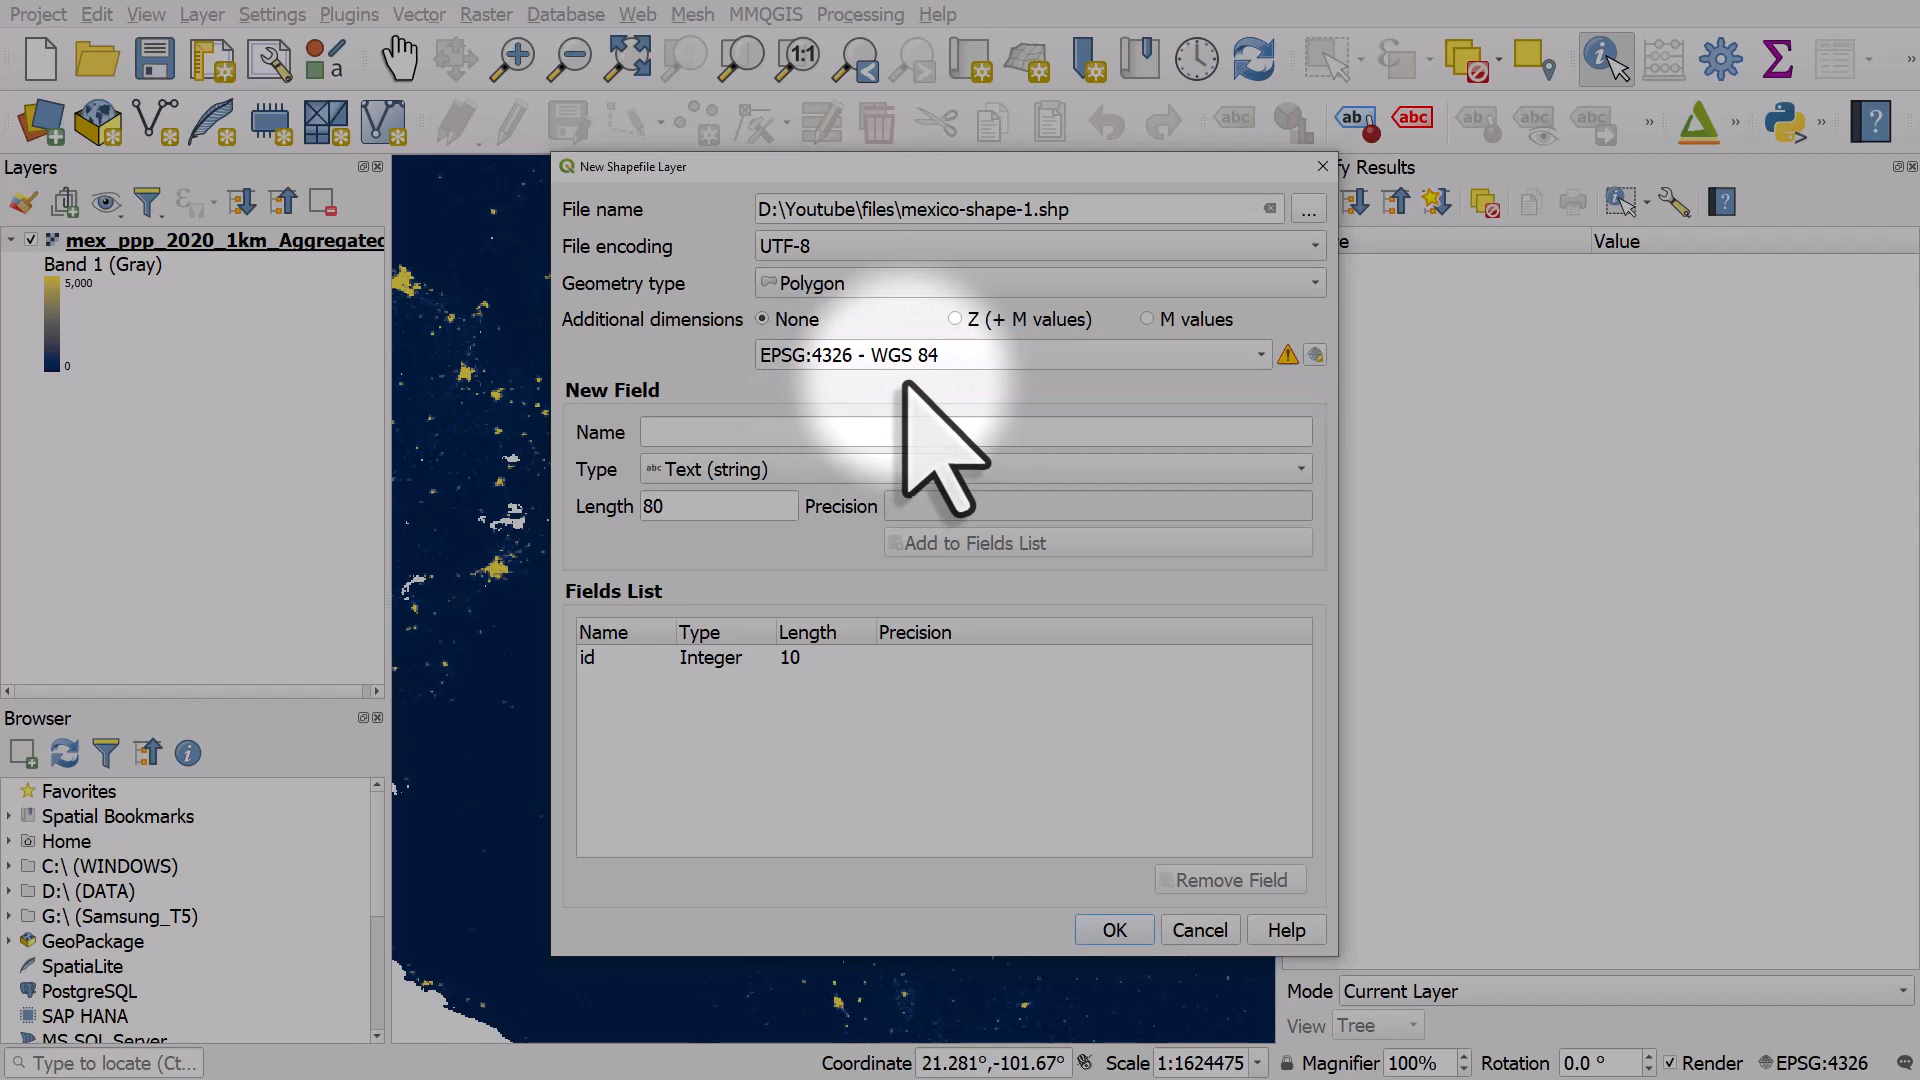 Project Edit View Layer Settings Plugins Vector Raster Database Web Mesh MMQGIS Processing Help
Layers
mex_ppp_2020_1km_Aggregated
Band 1 (Gray)
5,000
0
Browser
Favorites
Spatial Bookmarks
Home
C:\ (WINDOWS)
D:\ (DATA)
G:\ (Samsung_T5)
GeoPackage
SpatiaLite
PostgreSQL
SAP HANA
MS SQL Server
New Shapefile Layer
File name D:\Youtube\files\mexico-shape-1.shp ...
File encoding UTF-8
Geometry type Polygon
Additional dimensions None Z (+ M values) M values
EPSG:4326 - WGS 84
New Field
Name
Type abc Text (string)
Length 80 Precision
Add to Fields List
Fields List
Name Type Length Precision
id Integer 10
Remove Field
OK Cancel Help
fy Results
e Value
Mode Current Layer
View Tree
Type to locate (Ct... Coordinate 21.281°,-101.67° Scale 1:1624475 Magnifier 100% Rotation 0.0 ° Render EPSG:4326